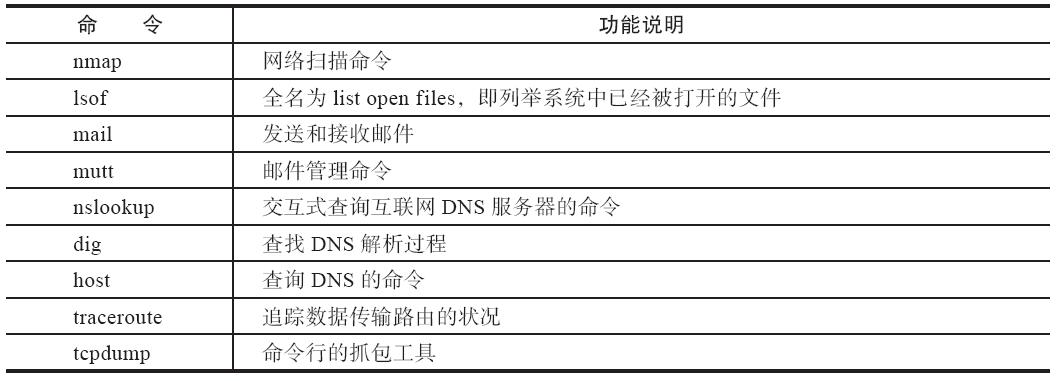 命 令 功能说明
nmap 网络扫描命令
lsof 全名为 list open files，即列举系统中已经被打开的文件
mail 发送和接收邮件
mutt 邮件管理命令
nslookup 交互式查询互联网 DNS 服务器的命令
dig 查找 DNS 解析过程
host 查询 DNS 的命令
traceroute 追踪数据传输路由的状况
tcpdump 命令行的抓包工具